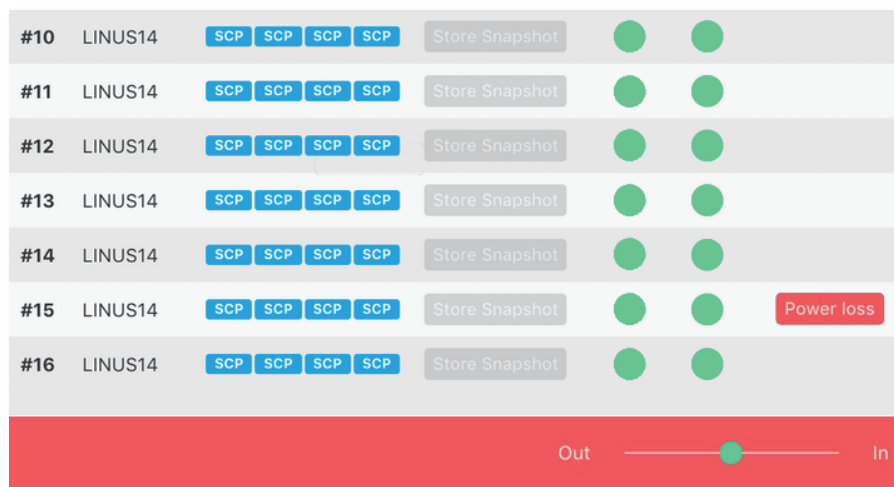 #10 LINUS14 SCP SCP SCP SCP Store Snapshot
#11 LINUS14 SCP SCP SCP SCP Store Snapshot
#12 LINUS14 SCP SCP SCP SCP Store Snapshot
#13 LINUS14 SCP SCP SCP SCP Store Snapshot
#14 LINUS14 SCP SCP SCP SCP Store Snapshot
#15 LINUS14 SCP SCP SCP SCP Store Snapshot Power loss
#16 LINUS14 SCP SCP SCP SCP Store Snapshot
Out In